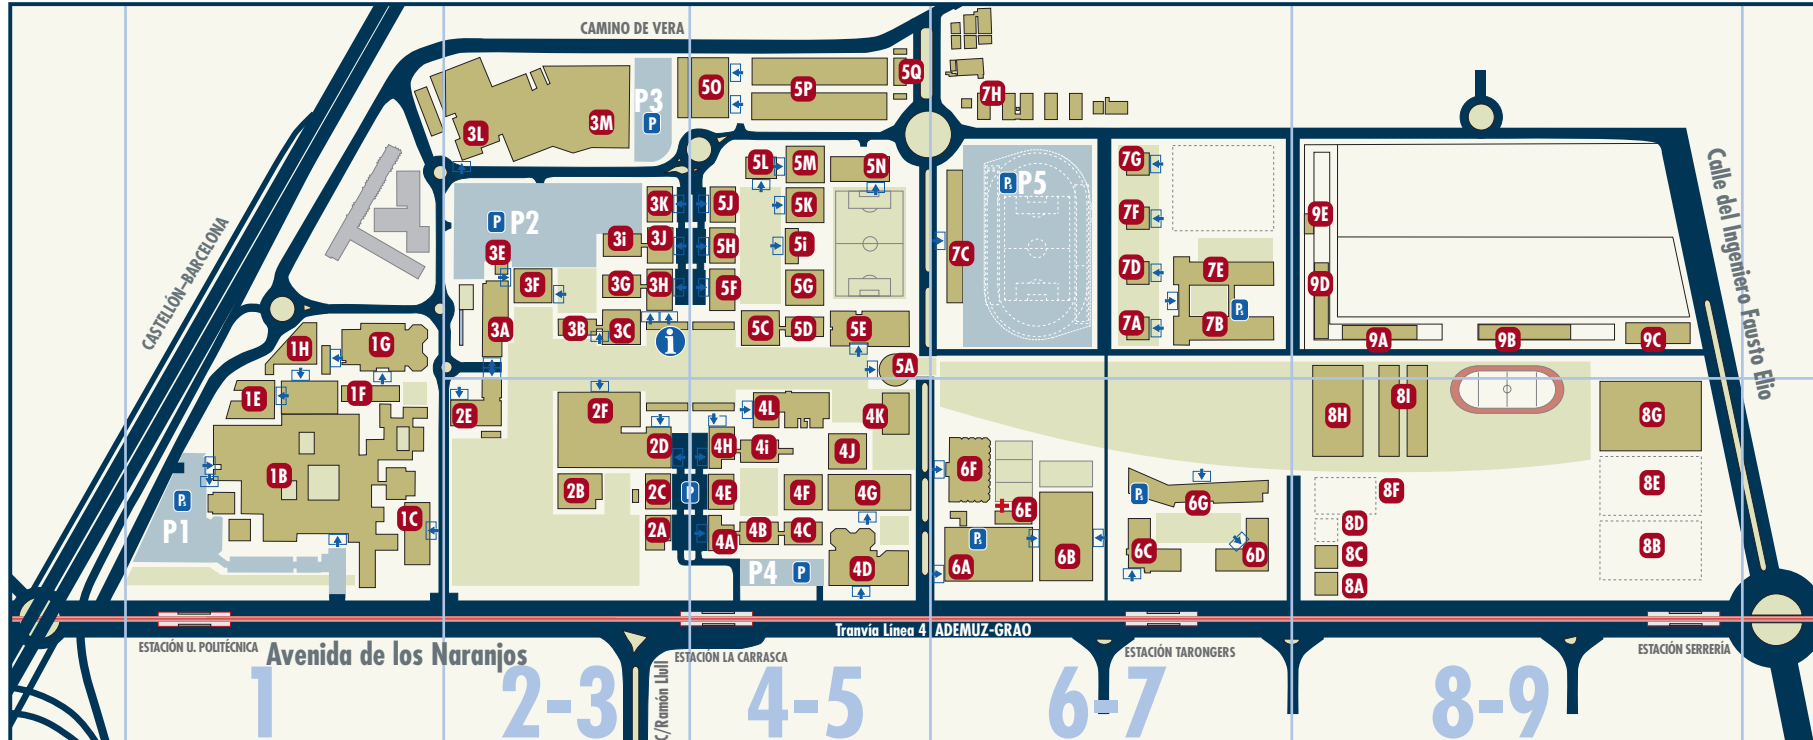 CAMINO DE VERA
5Q
5O
5P
7H
P3
P
3M
3L
5L
5M
5N
7G
P5
P
3K
5J
5K
7F
9E
P
P2
3i
3J
5H
5i
7C
3E
7D
7E
9D
3F
3G
3H
5F
5G
P
3A
3B
3C
5C
5D
5E
7A
7B
9A
9B
9C
i
1H
1G
5A
1E
1F
2E
2F
4L
4K
8H
8I
8G
2D
4H
4i
4J
1B
6F
P
P1
2B
2C
P
4E
4F
4G
6E
P
6G
8F
8E
1C
2A
4A
4B
4C
P
6A
6B
6C
6D
8D
8C
8B
8A
P4
P
4D
CASTELLÓN-BARCELONA
Calle del Ingeniero Fausto Elio
Tranvía Línea 4 ADEMUZ-GRAO
ESTACIÓN U. POLITÉCNICA
Avenida de los Naranjos
C/Ramón Llull
ESTACIÓN LA CARRASCA
ESTACIÓN TARONGERS
ESTACIÓN SERRERÍA
1
2-3
4-5
6-7
8-9